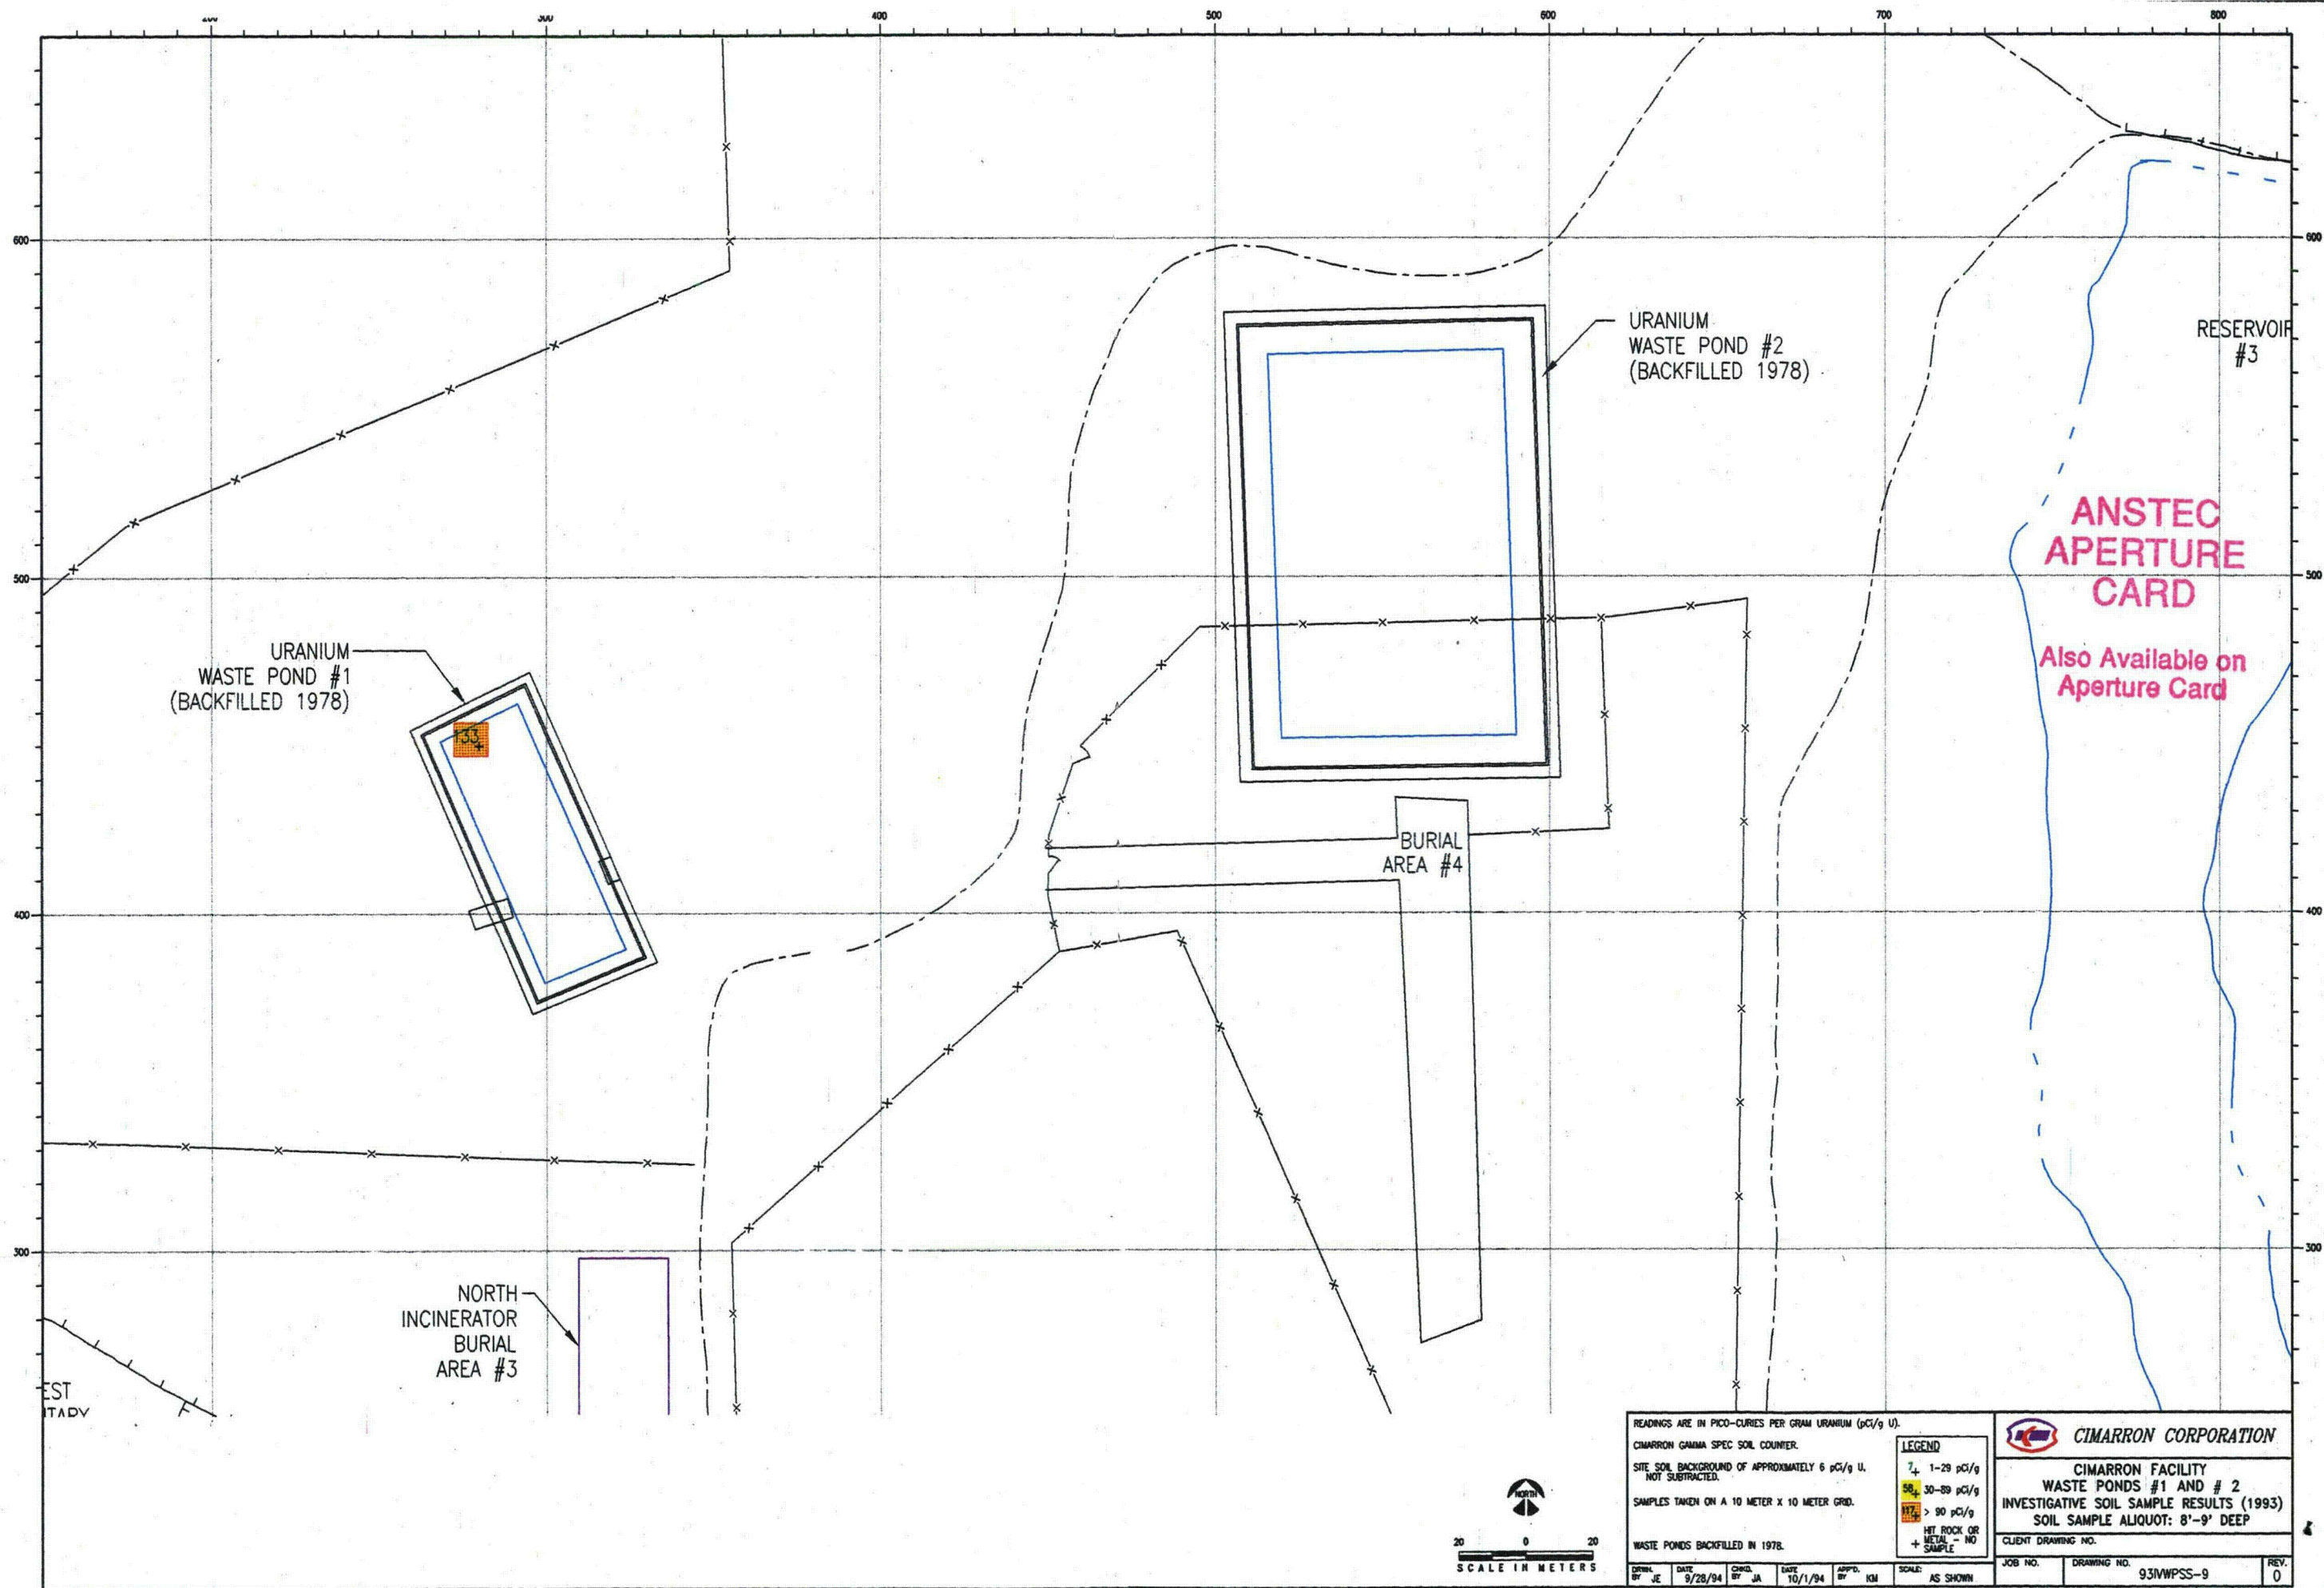 300
400
500
600
700
800
600
600
500
500
400
400
300
300
URANIUM
WASTE POND #2
(BACKFILLED 1978)
RESERVOIR
#3
ANSTEC
APERTURE
CARD
Also Available on
Aperture Card
URANIUM
WASTE POND #1
(BACKFILLED 1978)
133
BURIAL
AREA #4
NORTH
INCINERATOR
BURIAL
AREA #3
EST
NORTH
20 0 20
SCALE IN METERS
READINGS ARE IN PICO-CURIES PER GRAM URANIUM (pCi/g U).
CIMARRON GAMMA SPEC SOIL COUNTER.
SITE SOIL BACKGROUND OF APPROXIMATELY 6 pCi/g U.
NOT SUBTRACTED.
SAMPLES TAKEN ON A 10 METER X 10 METER GRID.
WASTE PONDS BACKFILLED IN 1978.
LEGEND
7+ 1-29 pCi/g
58+ 30-89 pCi/g
117+ > 90 pCi/g
+ HIT ROCK OR
METAL - NO
SAMPLE
CIMARRON CORPORATION
CIMARRON FACILITY
WASTE PONDS #1 AND # 2
INVESTIGATIVE SOIL SAMPLE RESULTS (1993)
SOIL SAMPLE ALIQUOT: 8'-9' DEEP
CLIENT DRAWING NO.
JOB NO.
DRAWING NO.
93IVWPSS-9
REV.
0
DRWN. BY JE
DATE 9/28/94
CHKD. BY JA
DATE 10/1/94
APP'D. BY KM
SCALE: AS SHOWN